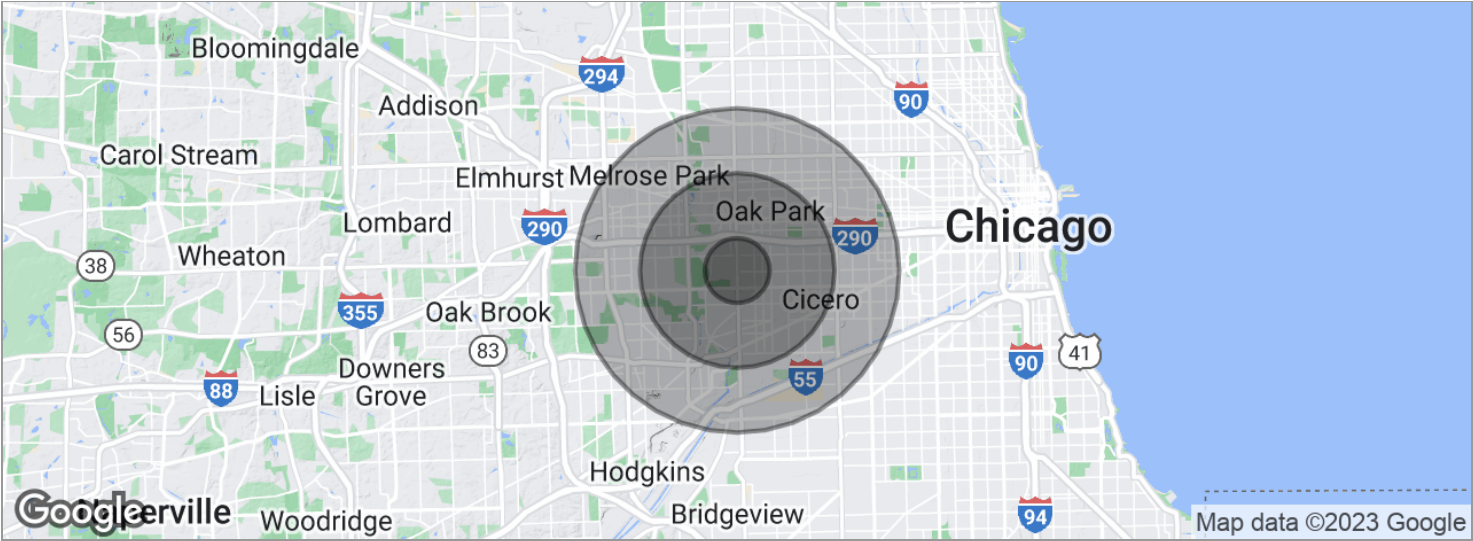 Bloomingdale
294
90
Addison
Carol Stream
Elmhurst
Melrose Park
Oak Park
Lombard
290
290
Chicago
Wheaton
38
Cicero
355
Oak Brook
56
83
41
90
Downers
Grove
55
88
Lisle
Hodgkins
Google
Naperville
Woodridge
Bridgeview
94
Map data ©2023 Google